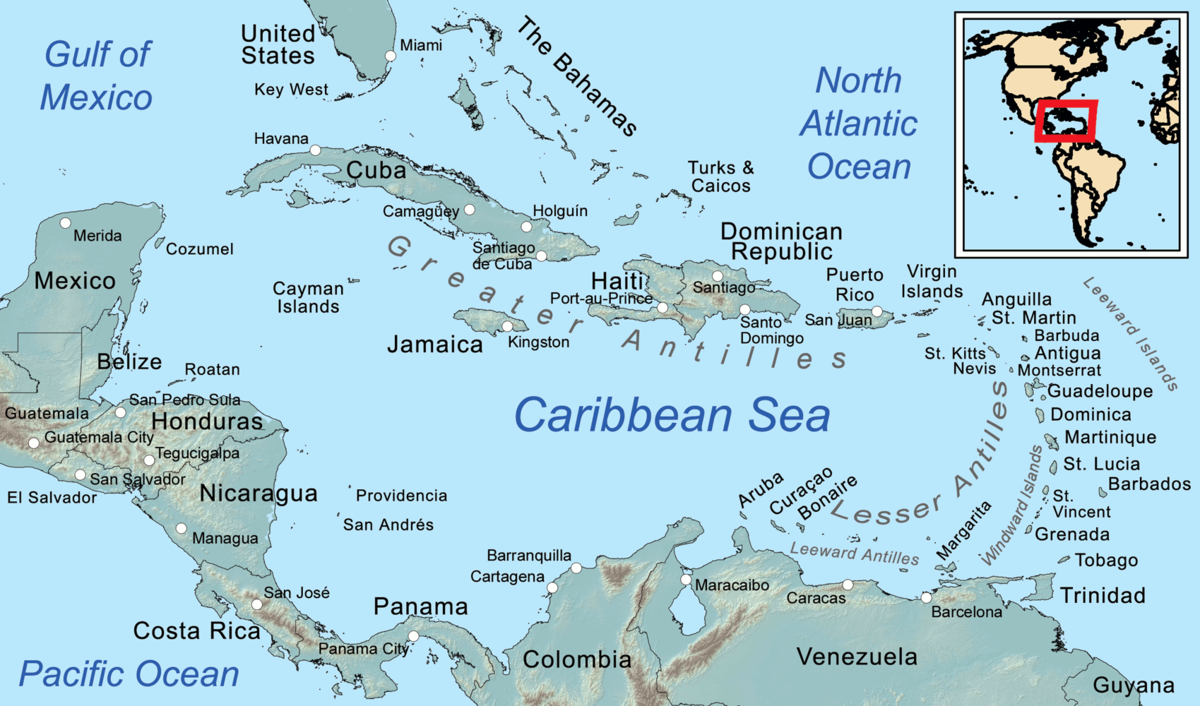 Gulf of
Mexico
United
States
Miami
Key West
The Bahamas
North
Atlantic
Ocean
Havana
Cuba
Camagüey
Holguín
Santiago
de Cuba
Turks &
Caicos
Merida
Cozumel
Mexico
Cayman
Islands
Greater Antilles
Jamaica
Kingston
Haiti
Port-au-Prince
Dominican
Republic
Santiago
Santo
Domingo
Puerto
Rico
San Juan
Virgin
Islands
Anguilla
St. Martin
Barbuda
Antigua
St. Kitts
Nevis
Montserrat
Guadeloupe
Dominica
Martinique
St. Lucia
Barbados
St.
Vincent
Grenada
Tobago
Trinidad
Leeward Islands
Windward Islands
Lesser Antilles
Caribbean Sea
Belize
Roatan
Guatemala
San Pedro Sula
Honduras
Guatemala City
Tegucigalpa
San Salvador
El Salvador
Nicaragua
Managua
Providencia
San Andrés
Aruba
Curaçao
Bonaire
Leeward Antilles
Margarita
San José
Costa Rica
Panama
Panama City
Barranquilla
Cartagena
Maracaibo
Caracas
Barcelona
Colombia
Venezuela
Guyana
Pacific Ocean